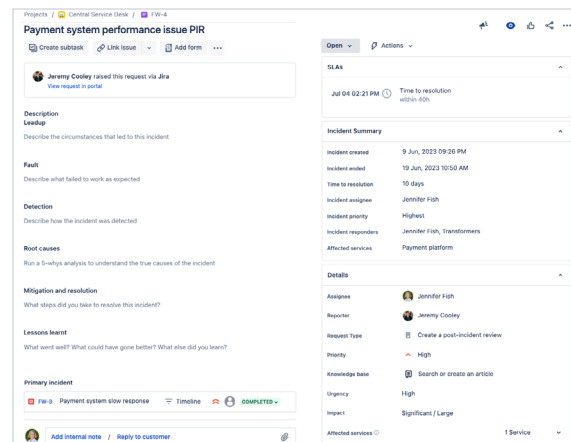 Projects / Central Service Desk / FW-4
Payment system performance issue PIR
Create subtask
Link issue
Add form
Jeremy Cooley raised this request via Jira
View request in portal
Description
Leadup
Describe the circumstances that led to this incident
Fault
Describe what failed to work as expected
Detection
Describe how the incident was detected
Root causes
Run a 5-whys analysis to understand the true causes of the incident
Mitigation and resolution
What steps did you take to resolve this incident?
Lessons learnt
What went well? What could have gone better? What else did you learn?
Primary incident
FW-3 Payment system slow response Timeline COMPLETED
Add internal note / Reply to customer
Open
Actions
SLAs
Jul 04 02:21 PM Time to resolution
within 40h
Incident Summary
Incident created 9 Jun, 2023 09:26 PM
Incident ended 19 Jun, 2023 10:50 AM
Time to resolution 10 days
Incident assignee Jennifer Fish
Incident priority Highest
Incident responders Jennifer Fish, Transformers
Affected services Payment platform
Details
Assignee Jennifer Fish
Reporter Jeremy Cooley
Request Type Create a post-incident review
Priority High
Knowledge base Search or create an article
Urgency High
Impact Significant / Large
Affected services 1 Service